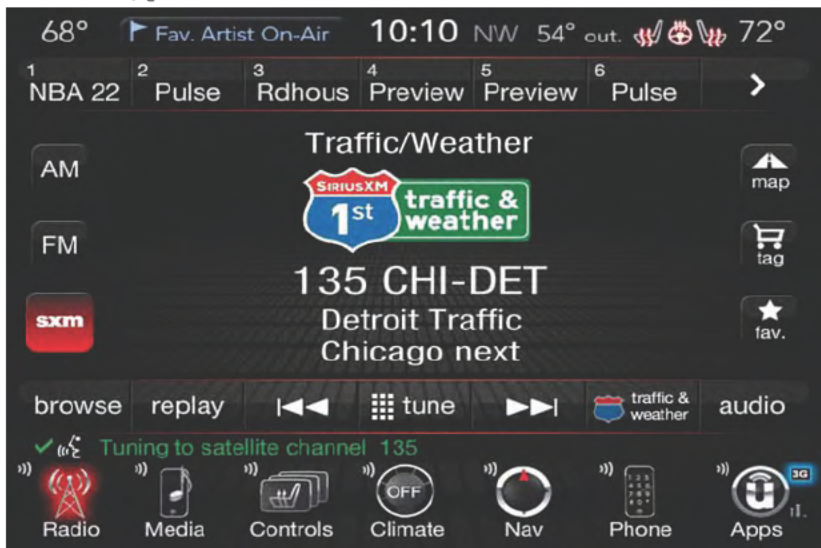 68° Fav. Artist On-Air 10:10 NW 54° out. 72°
1 2 3 4 5 6
NBA 22 Pulse Rdhous Preview Preview Pulse
Traffic/Weather
AM
map
SIRIUSXM
1st
traffic &
weather
FM
tag
135 CHI-DET
sxm
Detroit Traffic
fav.
Chicago next
browse replay tune traffic & weather audio
Tuning to satellite channel 135
OFF
3G
Radio Media Controls Climate Nav Phone Apps